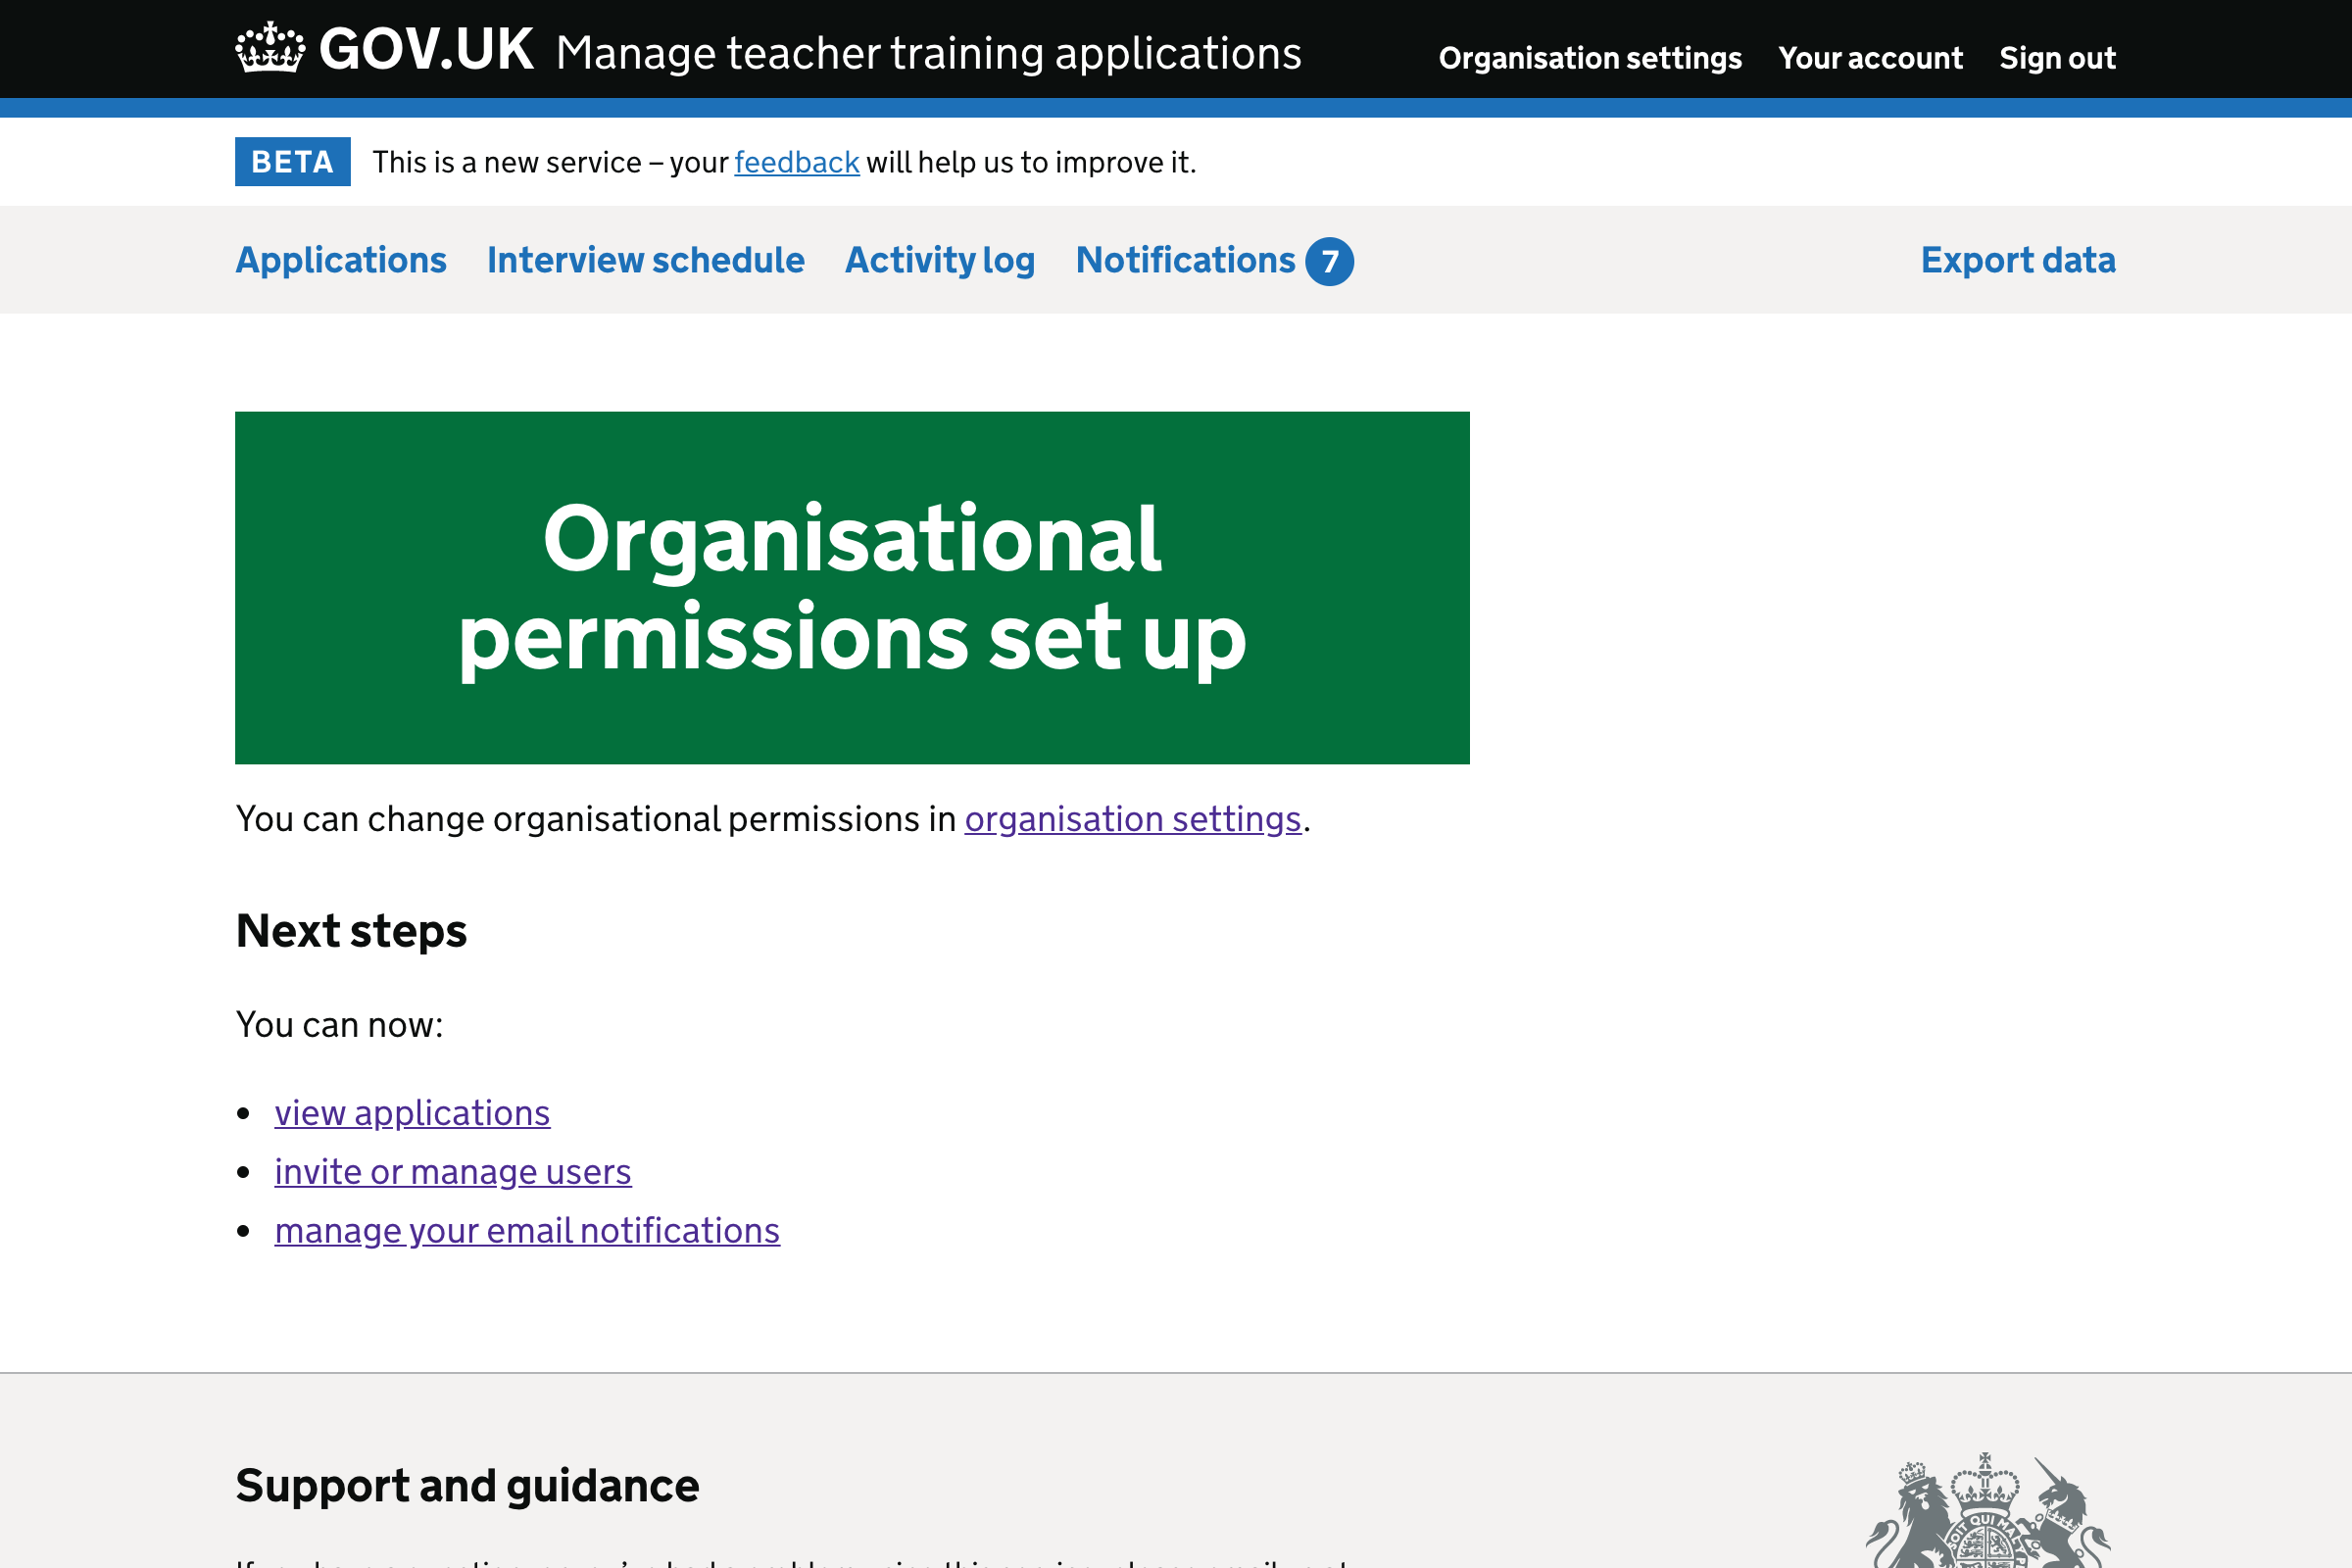 GOV.UK Manage teacher training applications
Organisation settings Your account Sign out
BETA This is a new service – your feedback will help us to improve it.
Applications Interview schedule Activity log Notifications 7 Export data
Organisational
permissions set up
You can change organisational permissions in organisation settings.
Next steps
You can now:
• view applications
• invite or manage users
• manage your email notifications
Support and guidance
QUI